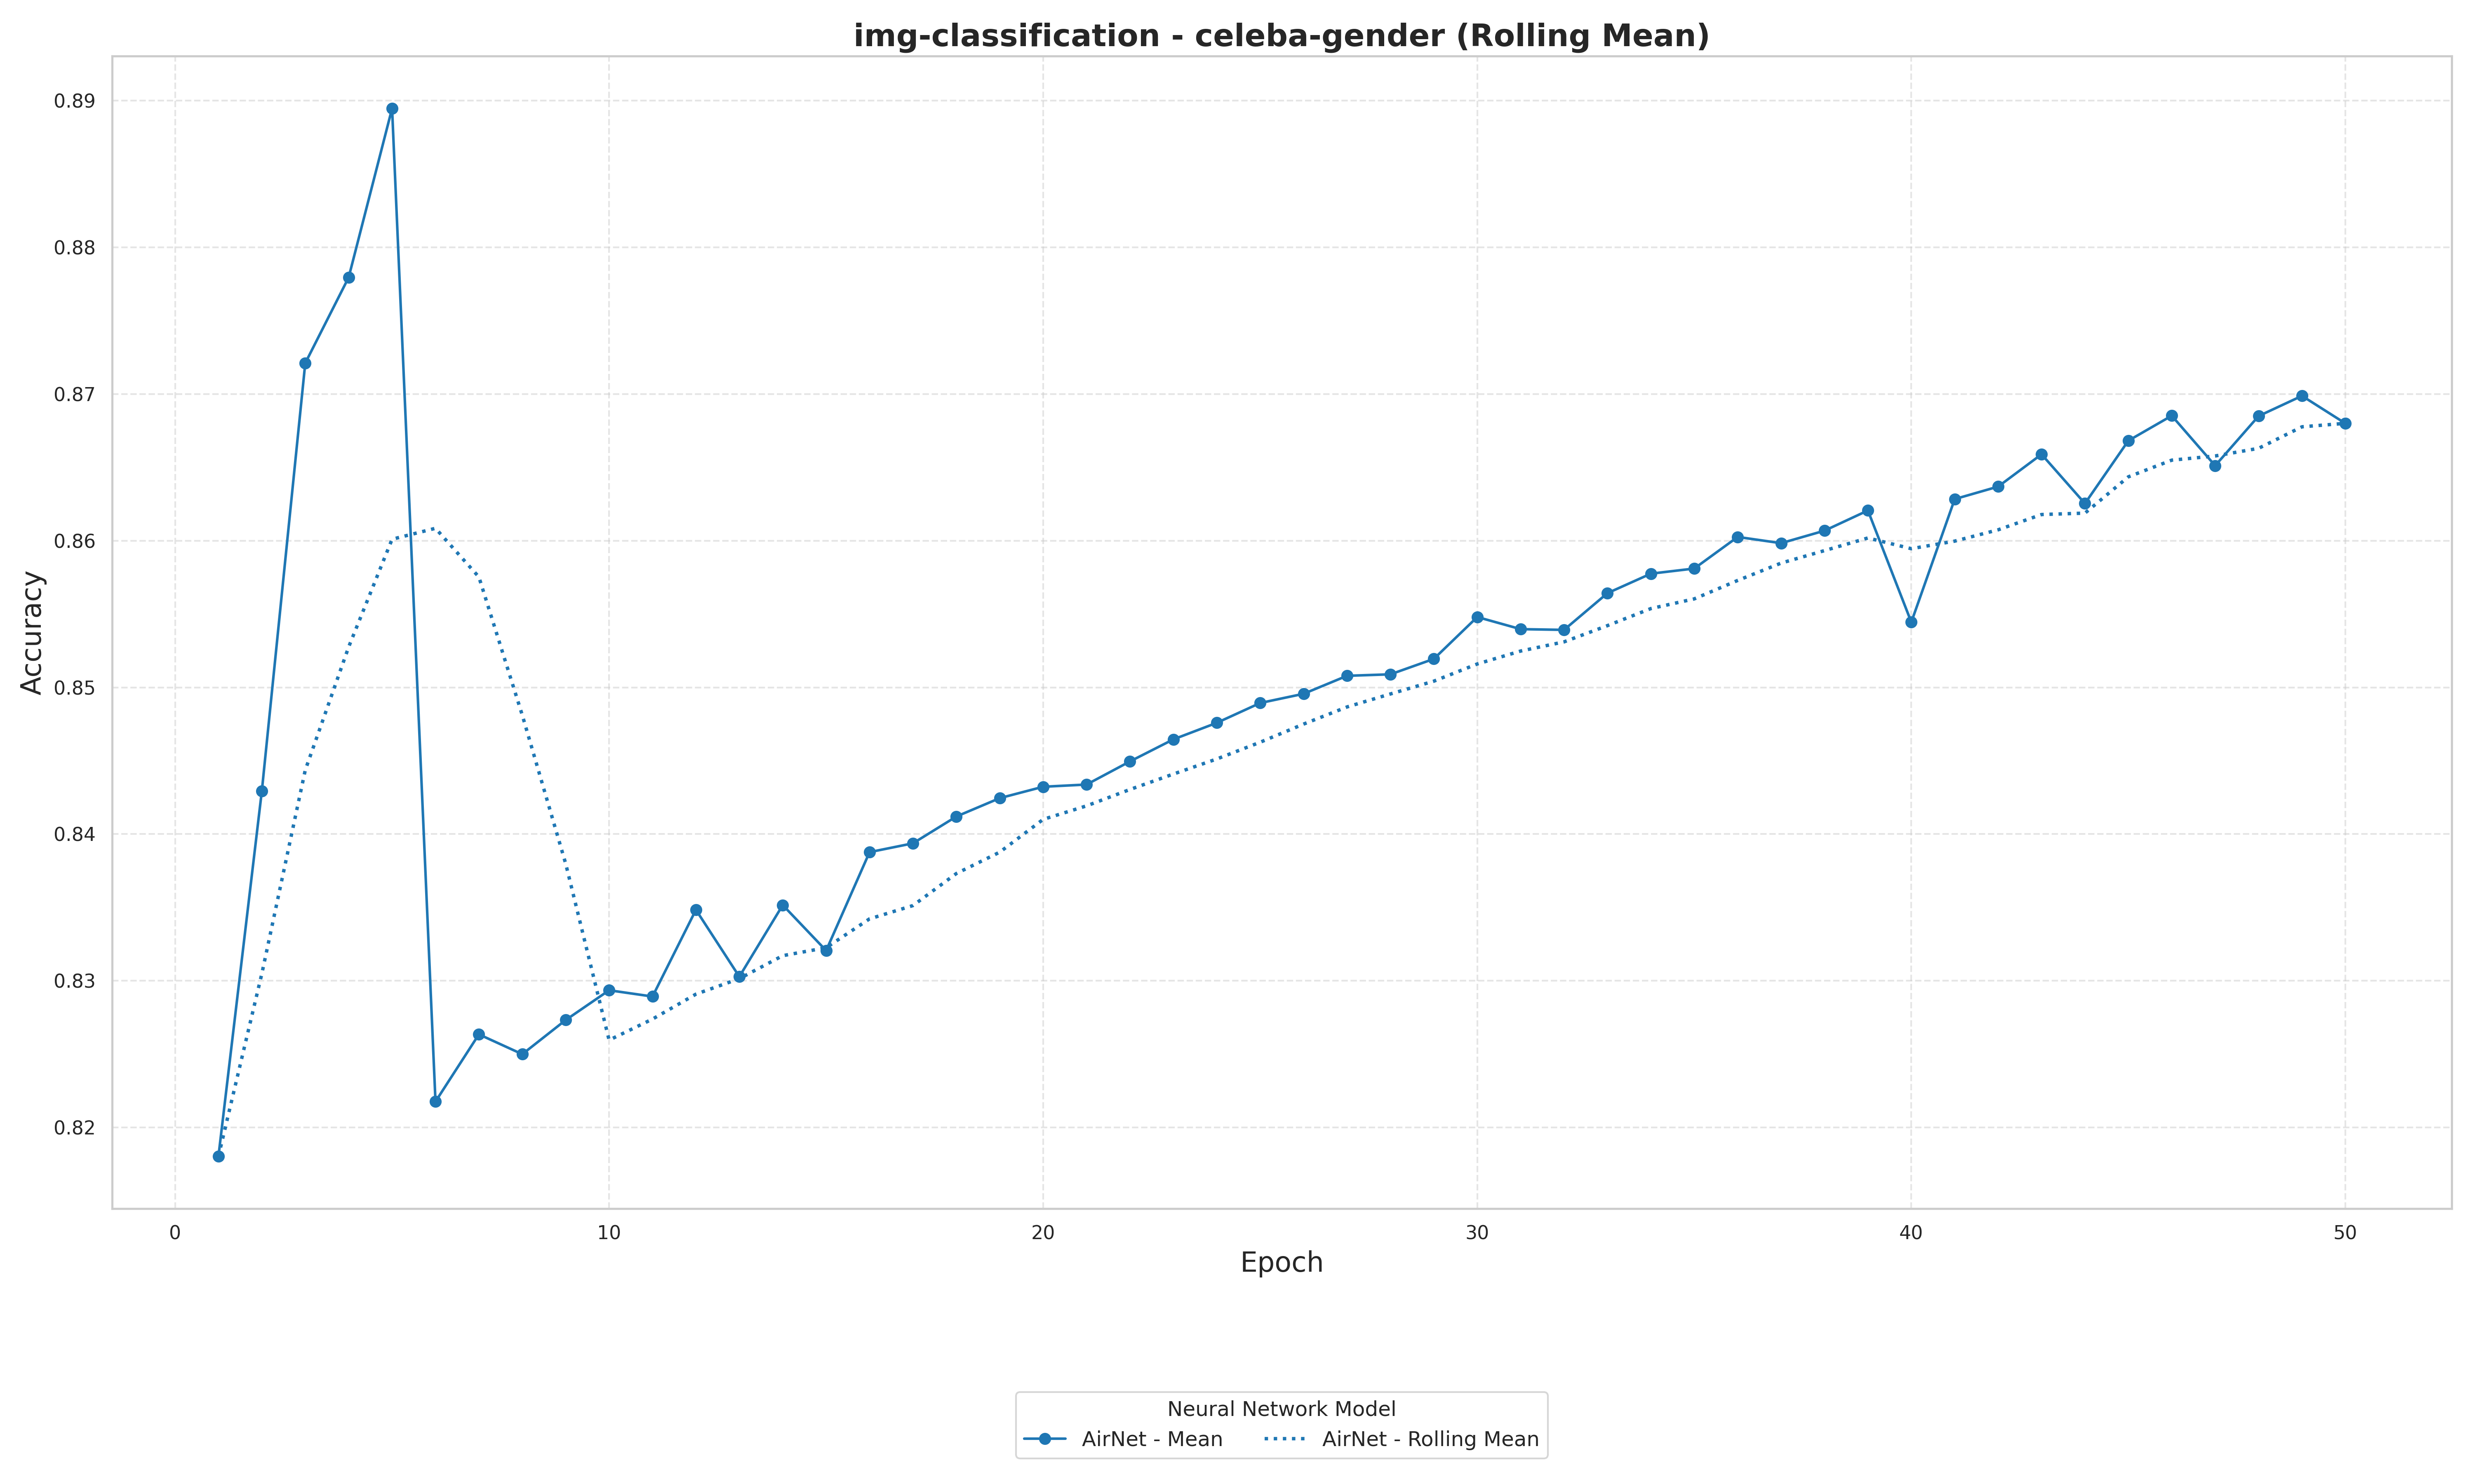 img-classification - celeba-gender (Rolling Mean)
Accuracy
0.89
0.88
0.87
0.86
0.85
0.84
0.83
0.82
0 10 20 30 40 50
Epoch
Neural Network Model
AirNet - Mean AirNet - Rolling Mean